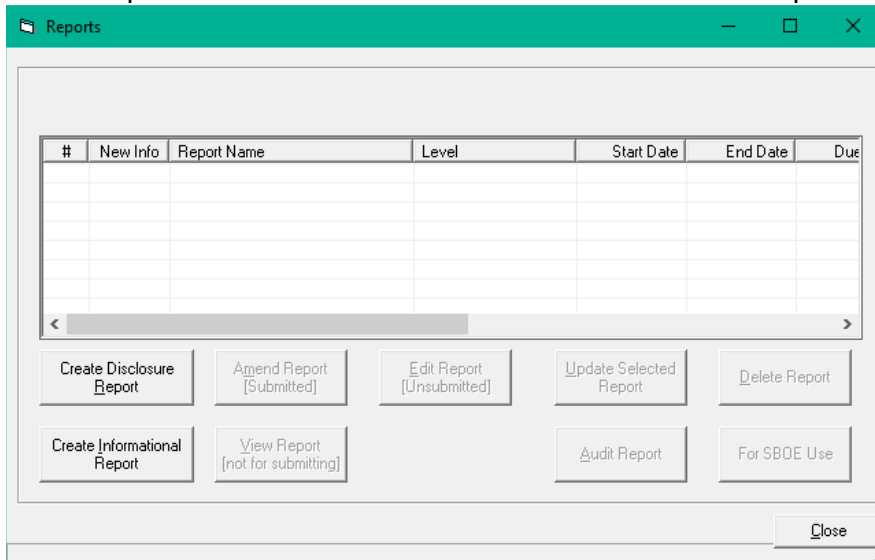 Reports
# New Info Report Name Level Start Date End Date Due
Create Disclosure
Report
Amend Report
[Submitted]
Edit Report
[Unsubmitted]
Update Selected
Report
Delete Report
Create Informational
Report
View Report
[not for submitting]
Audit Report
For SBOE Use
Close